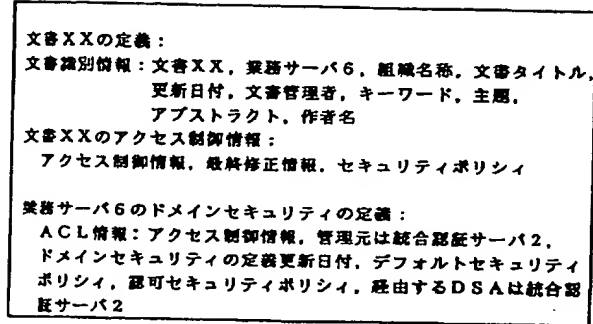 文書XXの定義：
文書識別情報：文書XX，業務サーバ6，組織名称，文書タイトル，
更新日付，文書管理者，キーワード，主題，
アブストラクト，作者名
文書XXのアクセス制御情報：
アクセス制御情報，最終修正情報，セキュリティポリシィ
業務サーバ6のドメインセキュリティの定義：
ACL情報：アクセス制御情報，管理元は統合認証サーバ2，
ドメインセキュリティの定義更新日付，デフォルトセキュリティ
ポリシィ，認可セキュリティポリシィ，経由するDSAは統合認
証サーバ2